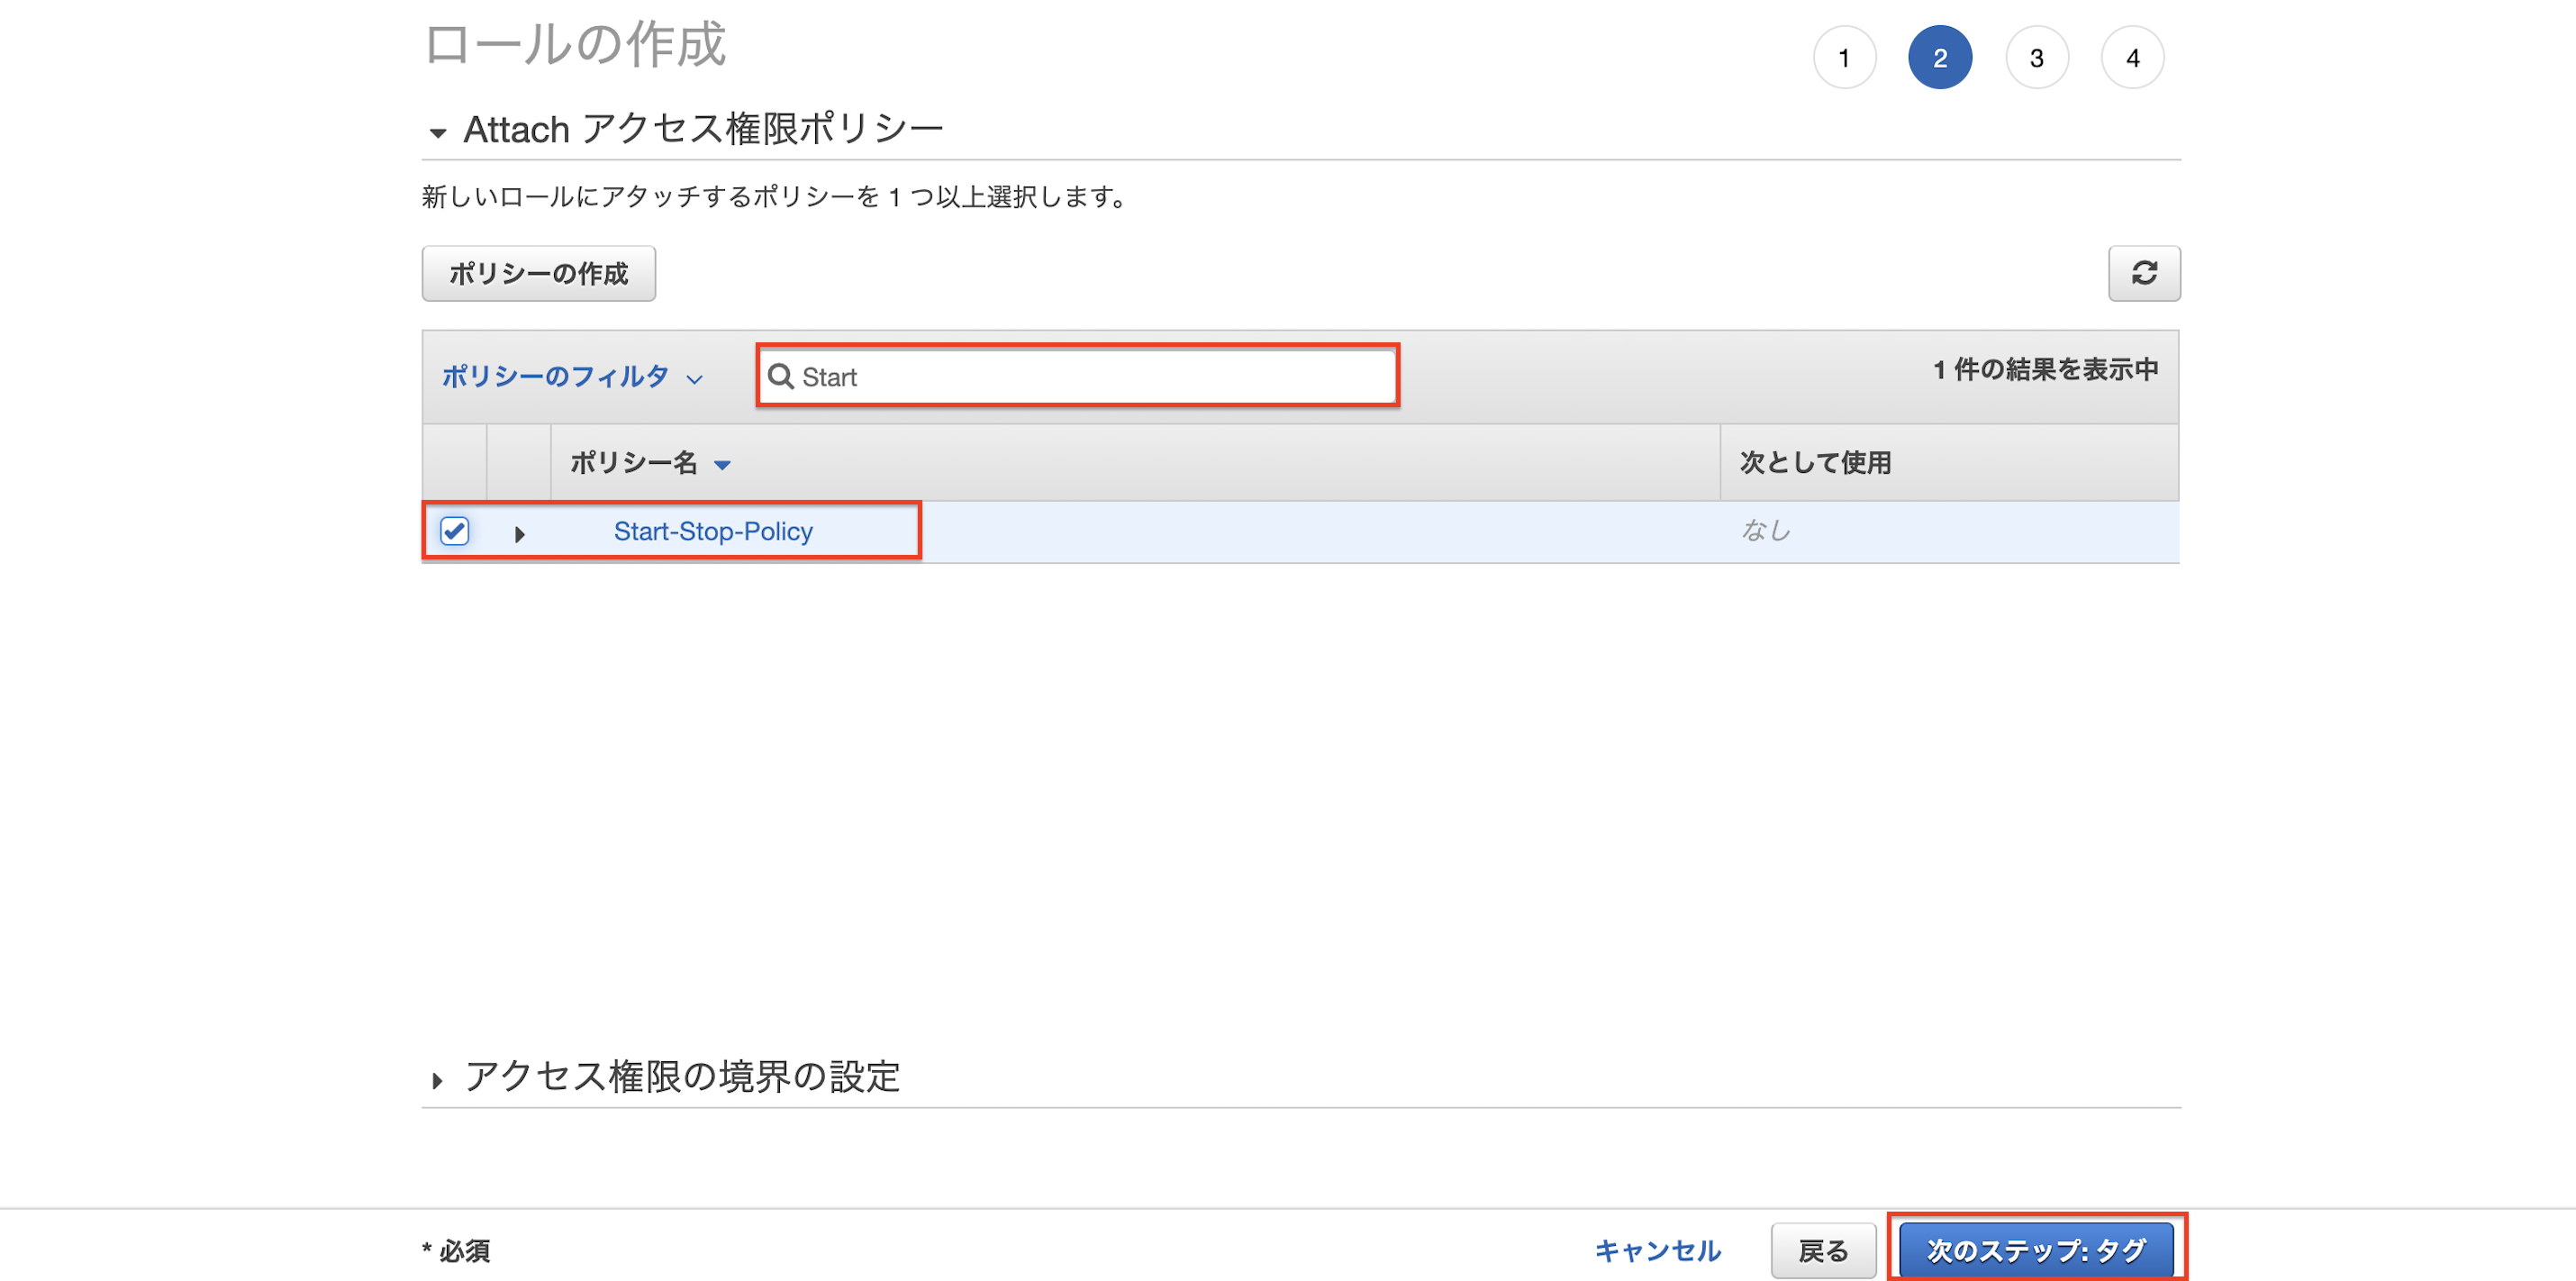 ロールの作成
1 2 3 4
Attach アクセス権限ポリシー
新しいロールにアタッチするポリシーを 1 つ以上選択します。
ポリシーの作成
ポリシーのフィルタ Start 1 件の結果を表示中
ポリシー名 次として使用
Start-Stop-Policy なし
アクセス権限の境界の設定
* 必須 キャンセル 戻る 次のステップ: タグ